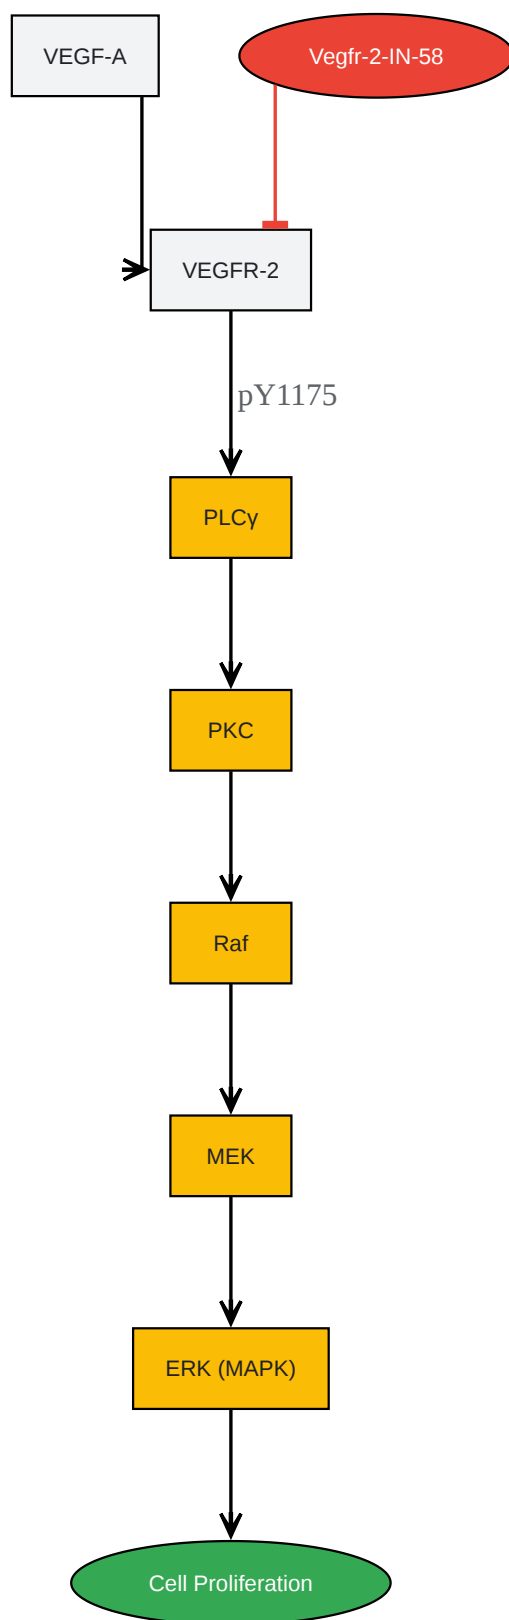 VEGF-A
Vegfr-2-IN-58
VEGFR-2
pY1175
PLCγ
PKC
Raf
MEK
ERK (MAPK)
Cell Proliferation